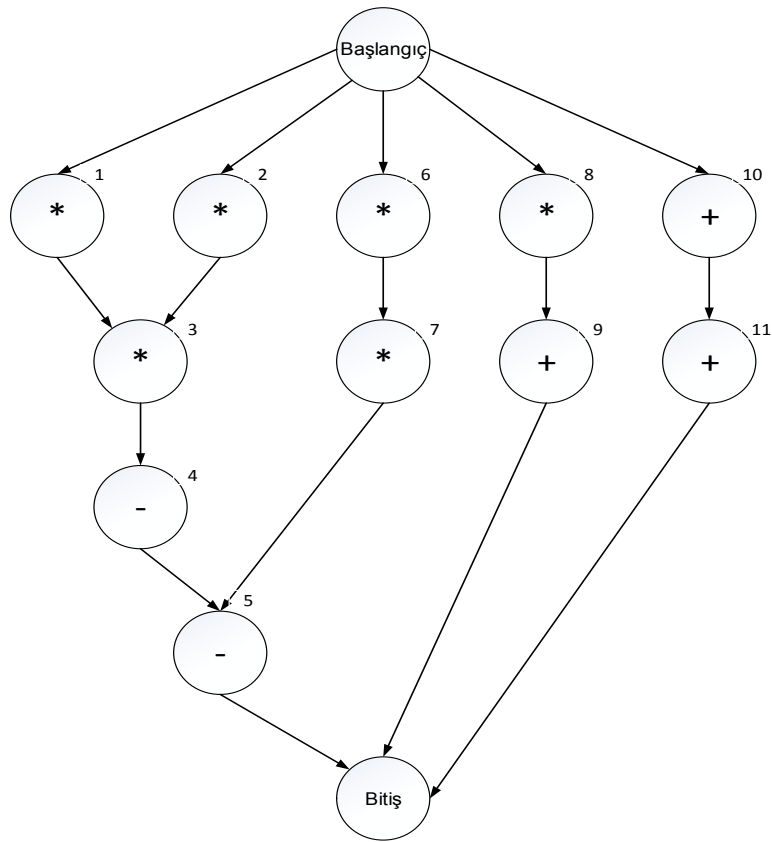 Başlangıç
1 2 6 8 10
* * * * +
3 7 9 11
* * + +
4
-
5
-
Bitiş